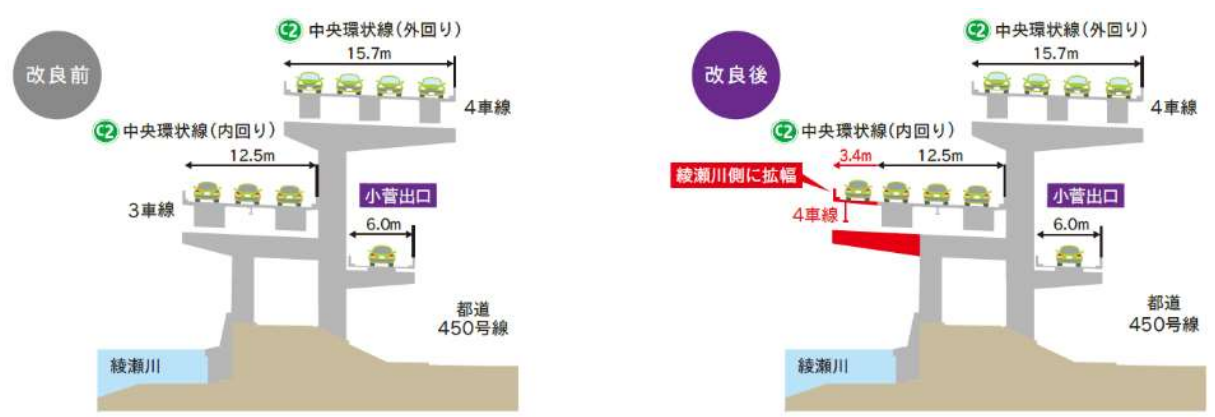 改良前
C2 中央環状線(外回り)
15.7m
4車線
C2 中央環状線(内回り)
12.5m
3車線
小菅出口
6.0m
都道
450号線
綾瀬川
改良後
C2 中央環状線(外回り)
15.7m
4車線
C2 中央環状線(内回り)
3.4m
12.5m
綾瀬川側に拡幅
4車線
小菅出口
6.0m
都道
450号線
綾瀬川